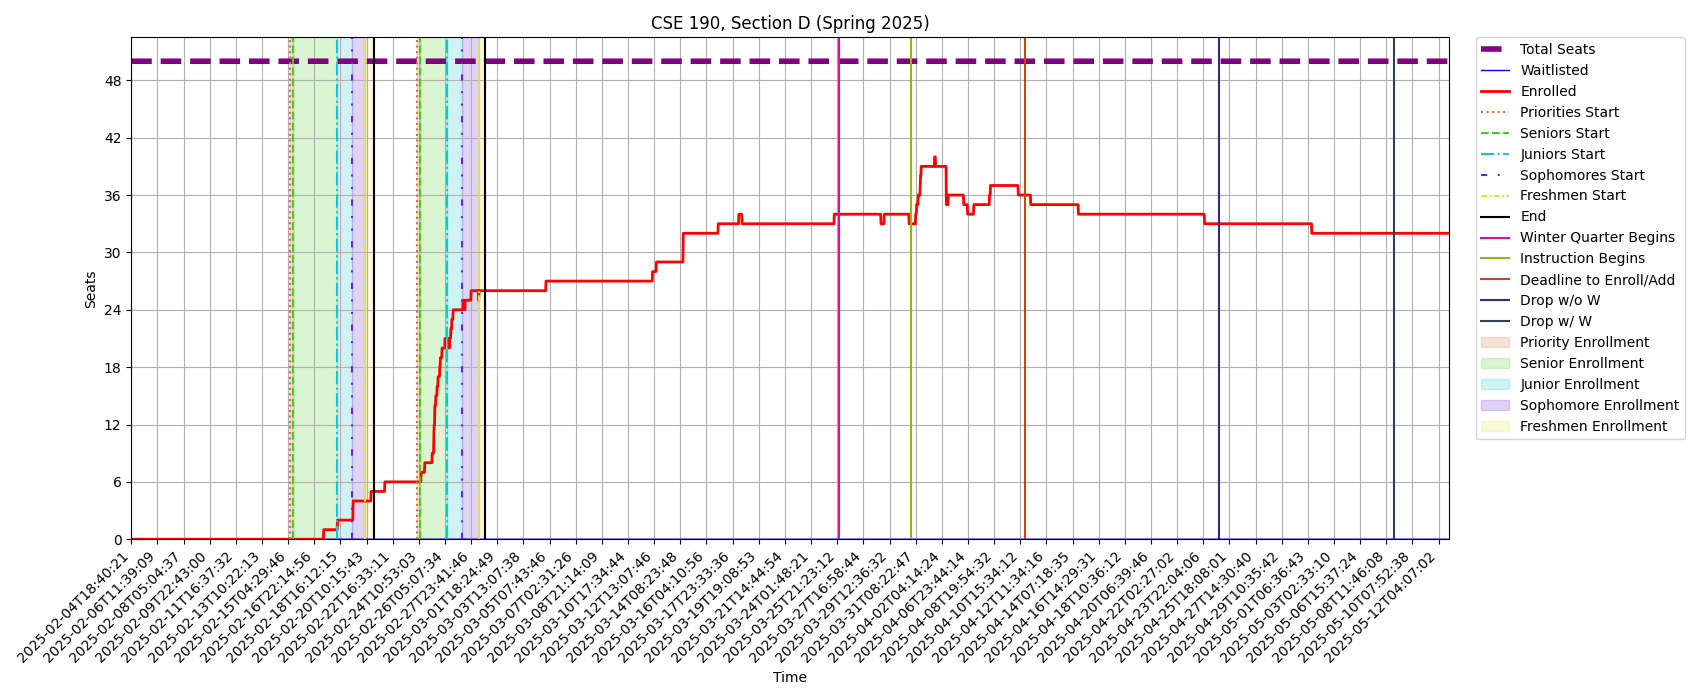 CSE 190, Section D (Spring 2025)
48
42
36
30
24
18
12
6
0
Seats
2025-02-04T18:40:21
2025-02-06T11:39:09
2025-02-08T05:04:37
2025-02-09T22:43:00
2025-02-11T16:37:32
2025-02-13T10:22:13
2025-02-15T04:29:46
2025-02-16T22:14:56
2025-02-18T16:12:15
2025-02-20T10:15:43
2025-02-22T16:33:11
2025-02-24T10:53:03
2025-02-26T05:07:34
2025-02-27T23:41:46
2025-03-01T18:24:49
2025-03-03T13:07:38
2025-03-05T07:43:46
2025-03-07T02:31:26
2025-03-08T21:14:09
2025-03-10T17:34:44
2025-03-12T13:07:46
2025-03-14T08:23:48
2025-03-16T04:10:56
2025-03-17T23:33:36
2025-03-19T19:08:53
2025-03-21T14:44:54
2025-03-24T01:48:21
2025-03-25T21:23:12
2025-03-27T16:58:44
2025-03-29T12:36:32
2025-03-31T08:22:47
2025-04-02T04:14:24
2025-04-06T23:44:14
2025-04-08T19:54:32
2025-04-10T15:34:12
2025-04-12T11:34:16
2025-04-14T07:18:35
2025-04-16T14:29:31
2025-04-18T10:36:12
2025-04-20T06:39:46
2025-04-22T02:27:02
2025-04-23T22:04:06
2025-04-25T18:08:01
2025-04-27T14:30:40
2025-04-29T10:35:42
2025-05-01T06:36:43
2025-05-03T02:33:10
2025-05-06T15:37:24
2025-05-08T11:46:08
2025-05-10T07:52:38
2025-05-12T04:07:02
Time
Total Seats
Waitlisted
Enrolled
Priorities Start
Seniors Start
Juniors Start
Sophomores Start
Freshmen Start
End
Winter Quarter Begins
Instruction Begins
Deadline to Enroll/Add
Drop w/o W
Drop w/ W
Priority Enrollment
Senior Enrollment
Junior Enrollment
Sophomore Enrollment
Freshmen Enrollment